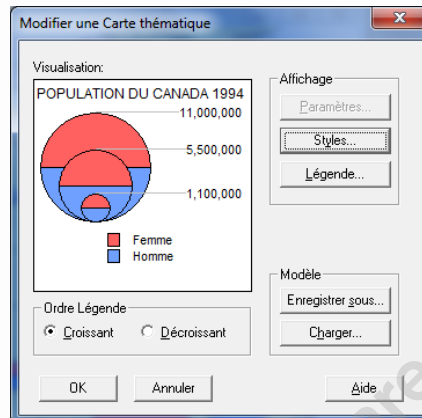 Modifier une Carte thématique
Visualisation:
POPULATION DU CANADA 1994
11,000,000
5,500,000
1,100,000
Femme
Homme
Affichage
Paramètres...
Styles...
Légende...
Ordre Légende
Croissant
Décroissant
Modèle
Enregistrer sous...
Charger...
OK
Annuler
Aide